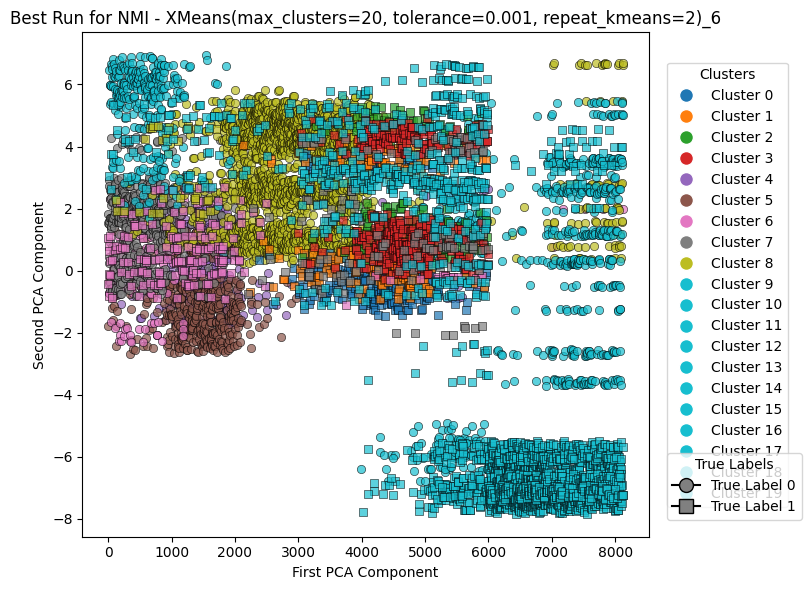 Best Run for NMI - XMeans(max_clusters=20, tolerance=0.001, repeat_kmeans=2)_6
Second PCA Component
6
4
2
0
−2
−4
−6
−8
0
1000
2000
3000
4000
5000
6000
7000
8000
First PCA Component
Clusters
Cluster 0
Cluster 1
Cluster 2
Cluster 3
Cluster 4
Cluster 5
Cluster 6
Cluster 7
Cluster 8
Cluster 9
Cluster 10
Cluster 11
Cluster 12
Cluster 13
Cluster 14
Cluster 15
Cluster 16
Cluster 17
Cluster 18
Cluster 19
True Labels
True Label 0
True Label 1